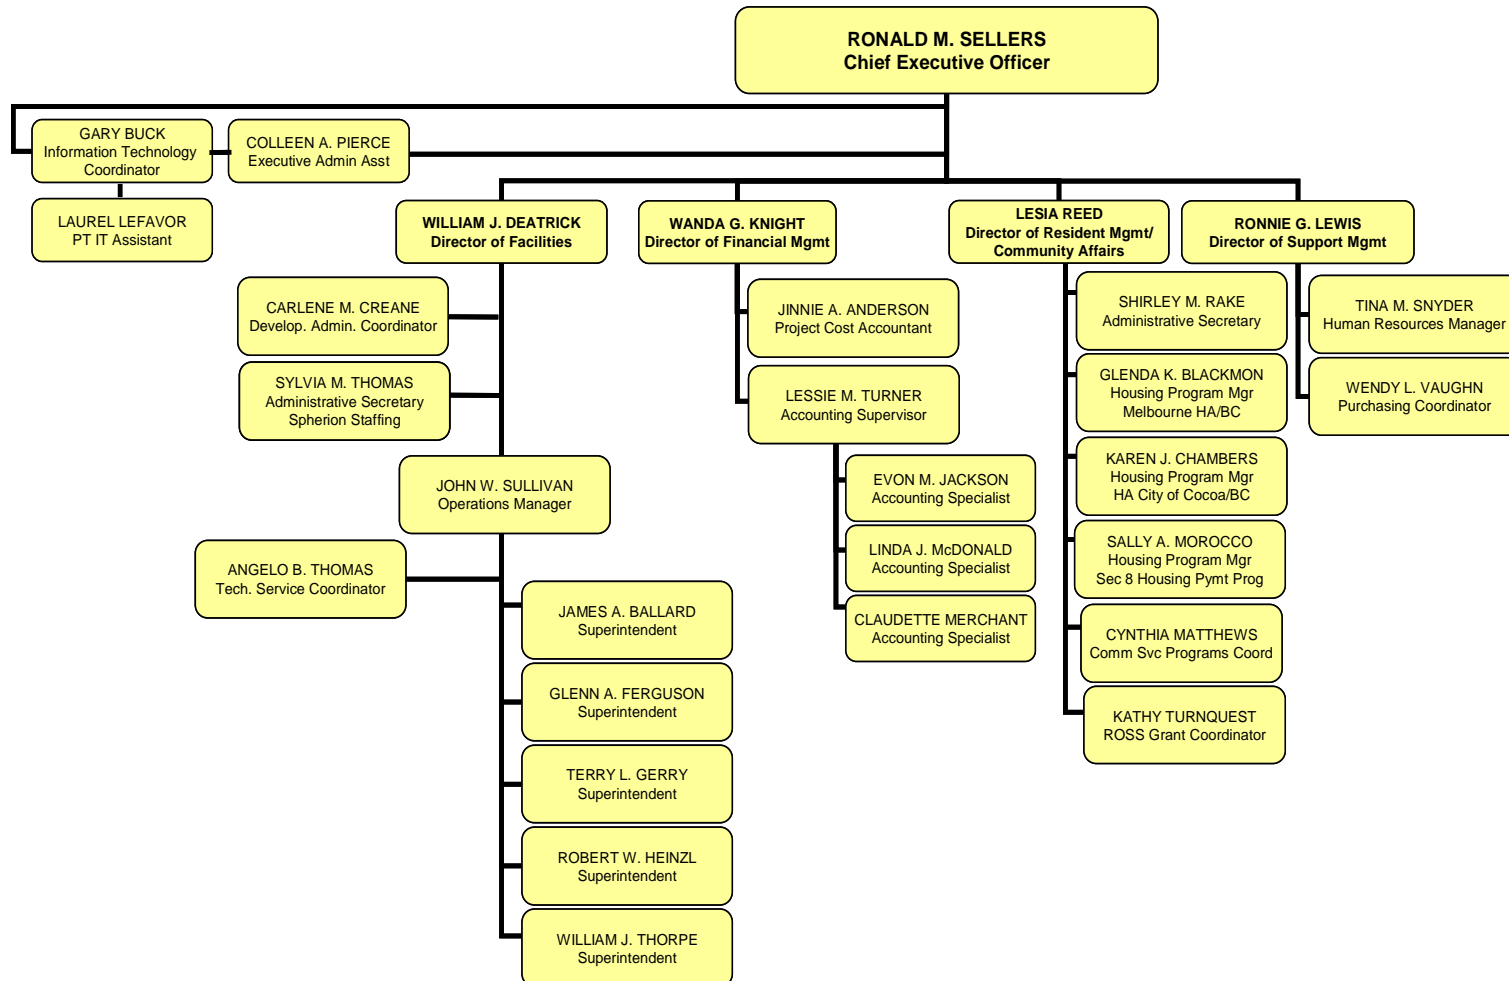 RONALD M. SELLERS
Chief Executive Officer
GARY BUCK
Information Technology
Coordinator
COLLEEN A. PIERCE
Executive Admin Asst
LAUREL LEFAVOR
PT IT Assistant
WILLIAM J. DEATRICK
Director of Facilities
WANDA G. KNIGHT
Director of Financial Mgmt
LESIA REED
Director of Resident Mgmt/
Community Affairs
RONNIE G. LEWIS
Director of Support Mgmt
CARLENE M. CREANE
Develop. Admin. Coordinator
SYLVIA M. THOMAS
Administrative Secretary
Spherion Staffing
JOHN W. SULLIVAN
Operations Manager
ANGELO B. THOMAS
Tech. Service Coordinator
JAMES A. BALLARD
Superintendent
GLENN A. FERGUSON
Superintendent
TERRY L. GERRY
Superintendent
ROBERT W. HEINZL
Superintendent
WILLIAM J. THORPE
Superintendent
JINNIE A. ANDERSON
Project Cost Accountant
LESSIE M. TURNER
Accounting Supervisor
EVON M. JACKSON
Accounting Specialist
LINDA J. McDONALD
Accounting Specialist
CLAUDETTE MERCHANT
Accounting Specialist
SHIRLEY M. RAKE
Administrative Secretary
GLENDA K. BLACKMON
Housing Program Mgr
Melbourne HA/BC
KAREN J. CHAMBERS
Housing Program Mgr
HA City of Cocoa/BC
SALLY A. MOROCCO
Housing Program Mgr
Sec 8 Housing Pymt Prog
CYNTHIA MATTHEWS
Comm Svc Programs Coord
KATHY TURNQUEST
ROSS Grant Coordinator
TINA M. SNYDER
Human Resources Manager
WENDY L. VAUGHN
Purchasing Coordinator